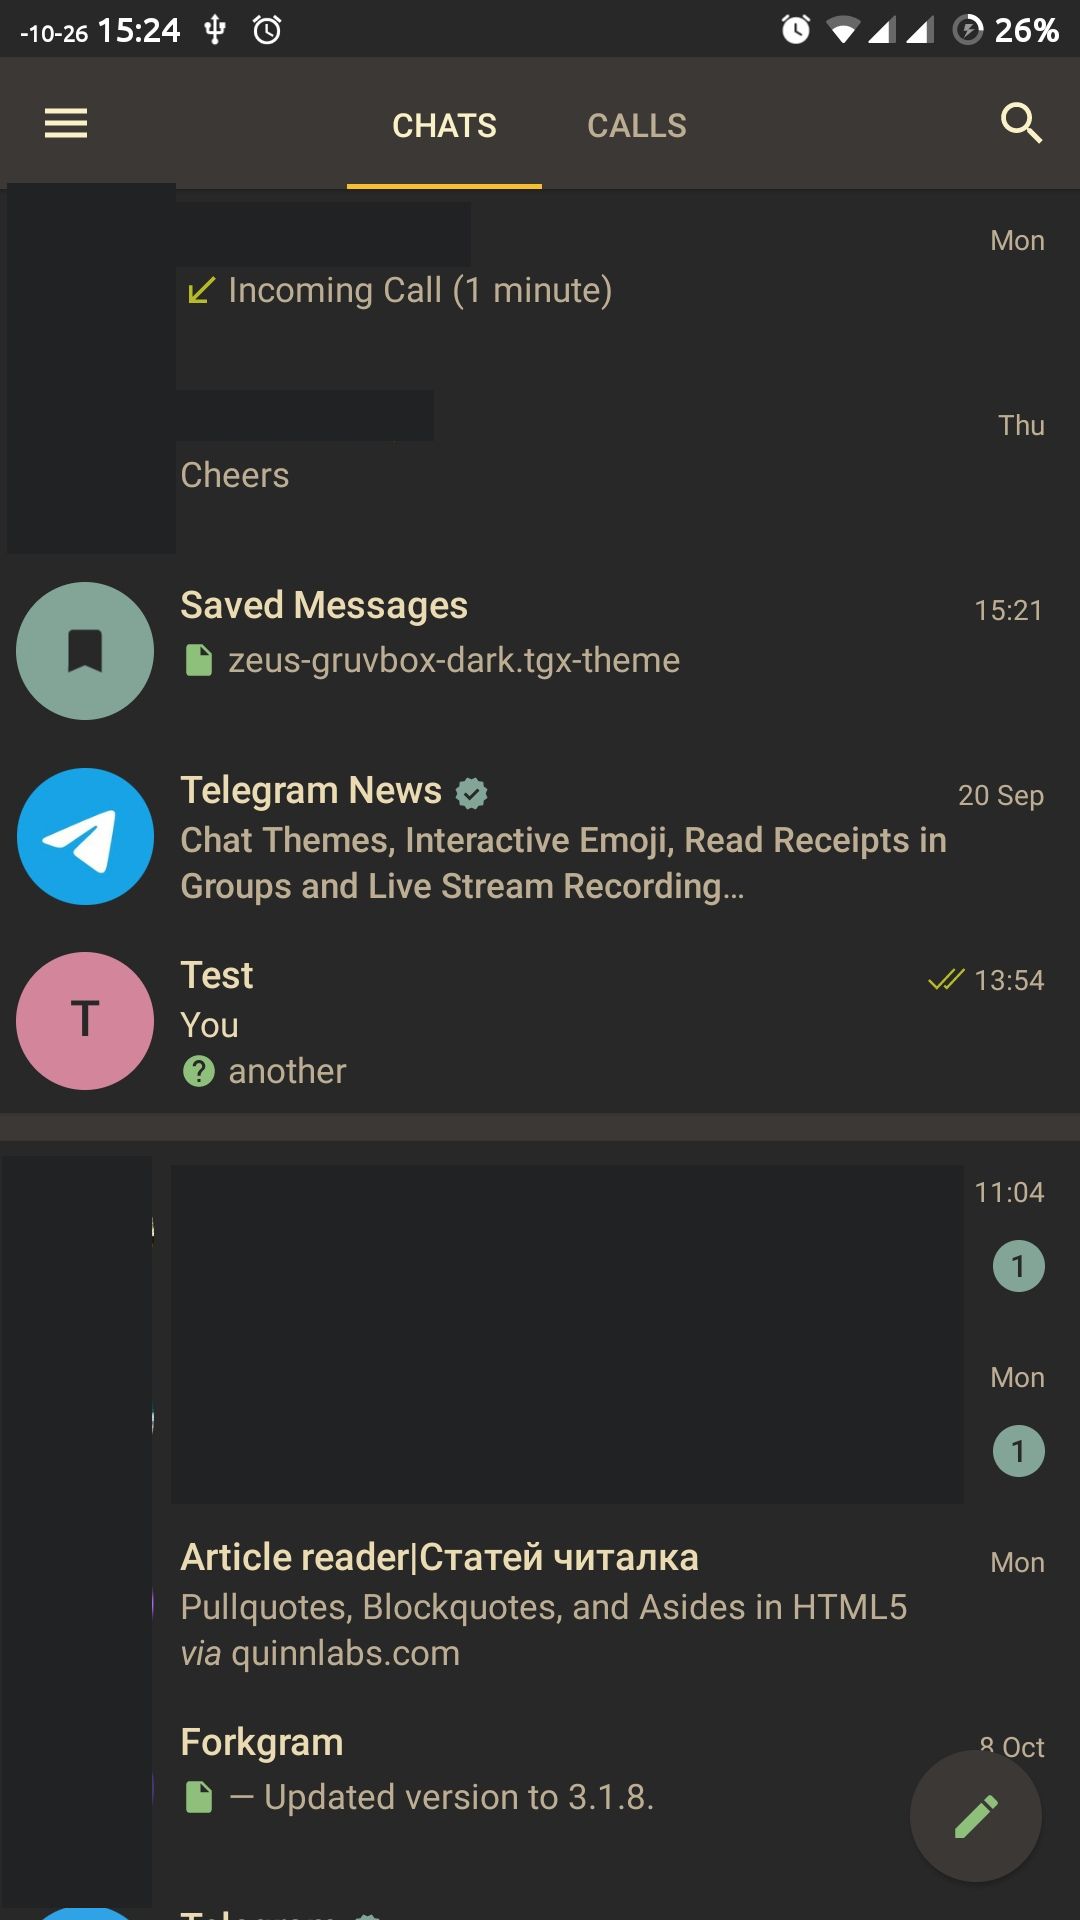 -10-26 15:24 26%
CHATS CALLS
Mon
Incoming Call (1 minute)
Thu
Cheers
Saved Messages 15:21
zeus-gruvbox-dark.tgx-theme
Telegram News 20 Sep
Chat Themes, Interactive Emoji, Read Receipts in
Groups and Live Stream Recording...
Test 13:54
T
You
another
11:04
1
Mon
1
Article reader|Статей читалка Mon
Pullquotes, Blockquotes, and Asides in HTML5
via quinnlabs.com
Forkgram 8 Oct
— Updated version to 3.1.8.